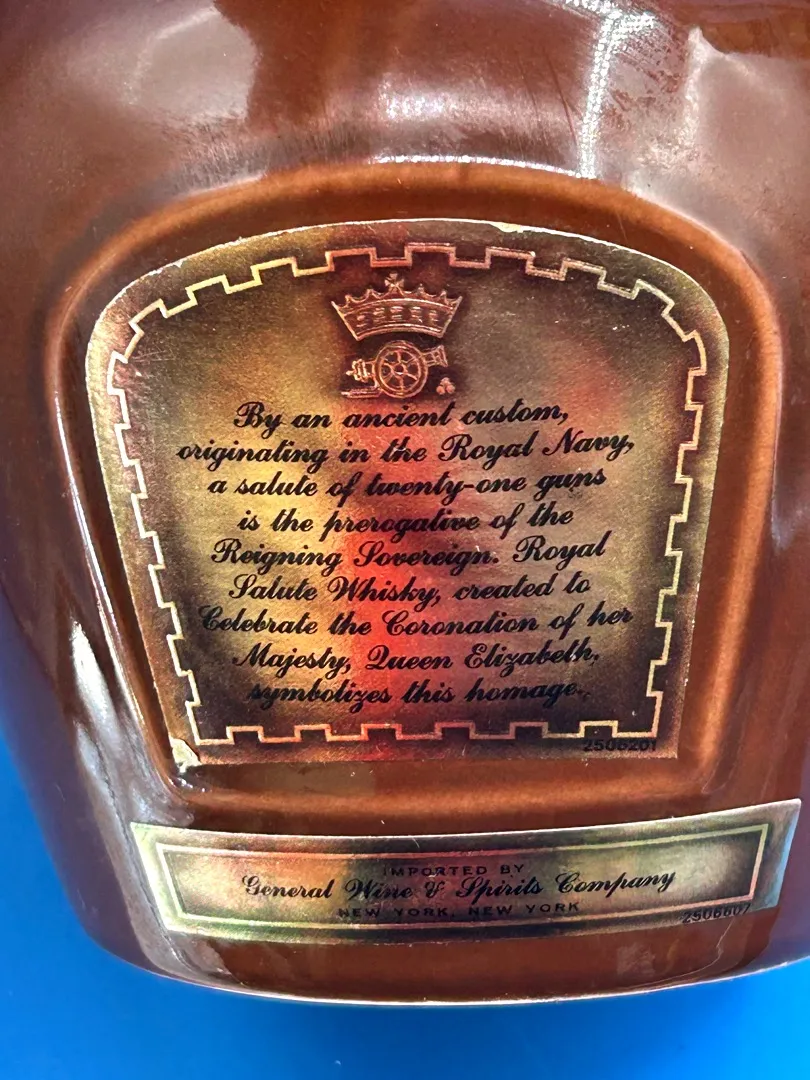 By an ancient custom,
originating in the Royal Navy,
a salute of twenty-one guns
is the prerogative of the
Reigning Sovereign. Royal
Salute Whisky, created to
Celebrate the Coronation of her
Majesty, Queen Elizabeth,
symbolizes this homage.
2506201
IMPORTED BY
General Wine & Spirits Company
NEW YORK, NEW YORK
2506607